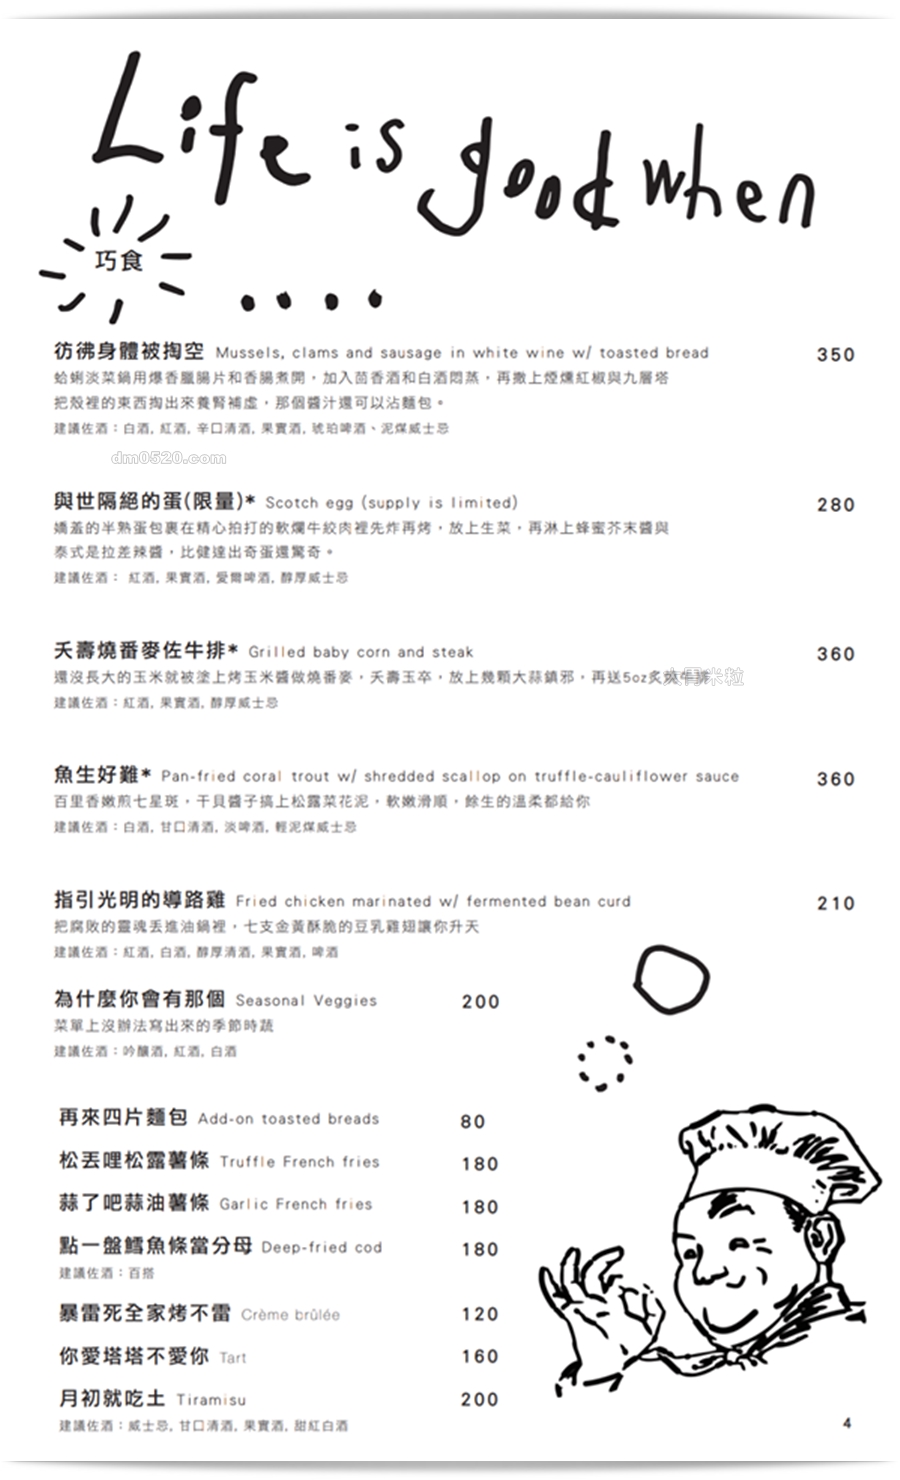 Life is good when
巧食
....
彷彿身體被掏空 Mussels, clams and sausage in white wine w/ toasted bread 350
蛤蜊淡菜鍋用爆香臘腸片和香腸煮開，加入茴香酒和白酒悶蒸，再撒上煙燻紅椒與九層塔
把殼裡的東西掏出來養腎補虛，那個醬汁還可以沾麵包。
建議佐酒：白酒, 紅酒, 辛口清酒, 果實酒, 琥珀啤酒、泥煤威士忌
dm0520.com
與世隔絕的蛋(限量)* Scotch egg (supply is limited) 280
嬌羞的半熟蛋包裹在精心拍打的軟爛牛絞肉裡先炸再烤，放上生菜，再淋上蜂蜜芥末醬與
泰式是拉差辣醬，比健達出奇蛋還驚奇。
建議佐酒： 紅酒, 果實酒, 愛爾啤酒, 醇厚威士忌
夭壽燒番麥佐牛排* Grilled baby corn and steak 360
還沒長大的玉米就被塗上烤玉米醬做燒番麥，夭壽玉卒，放上幾顆大蒜鎮邪，再送5oz炙燒牛排
大胃米粒
建議佐酒：紅酒, 果實酒, 醇厚威士忌
魚生好難* Pan-fried coral trout w/ shredded scallop on truffle-cauliflower sauce 360
百里香嫩煎七星斑，干貝醬子搞上松露菜花泥，軟嫩滑順，餘生的溫柔都給你
建議佐酒：白酒, 甘口清酒, 淡啤酒, 輕泥煤威士忌
指引光明的導路雞 Fried chicken marinated w/ fermented bean curd 210
把腐敗的靈魂丟進油鍋裡，七支金黃酥脆的豆乳雞翅讓你升天
建議佐酒：紅酒, 白酒, 醇厚清酒, 果實酒, 啤酒
為什麼你會有那個 Seasonal Veggies 200
菜單上沒辦法寫出來的季節時蔬
建議佐酒：吟釀酒, 紅酒, 白酒
再來四片麵包 Add-on toasted breads 80
松丟哩松露薯條 Truffle French fries 180
蒜了吧蒜油薯條 Garlic French fries 180
點一盤鱈魚條當分母 Deep-fried cod 180
建議佐酒：百搭
暴雷死全家烤不雷 Crème brûlée 120
你愛塔塔不愛你 Tart 160
月初就吃土 Tiramisu 200
建議佐酒：威士忌, 甘口清酒, 果實酒, 甜紅白酒
4